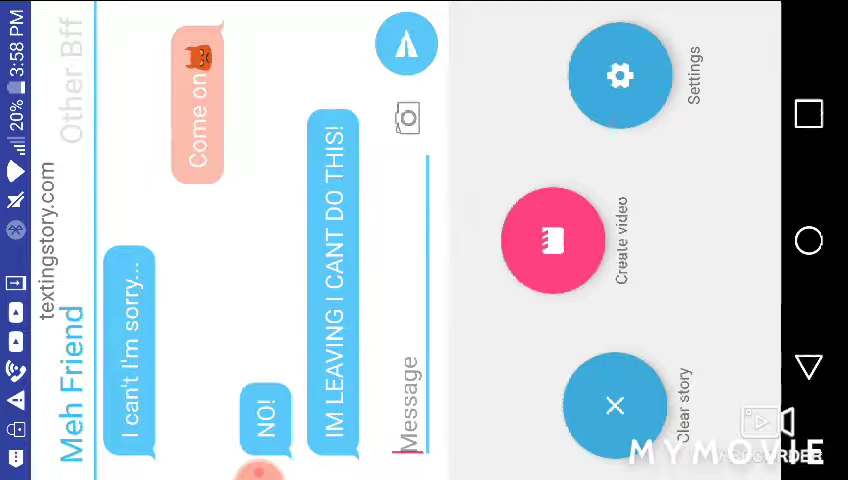 20% 3:58 PM
textingstory.com
Meh Friend
Other Bff
I can't I'm sorry...
Come on
NO!
IM LEAVING I CANT DO THIS!
Message
Clear story
Create video
Settings
MYMOVIE